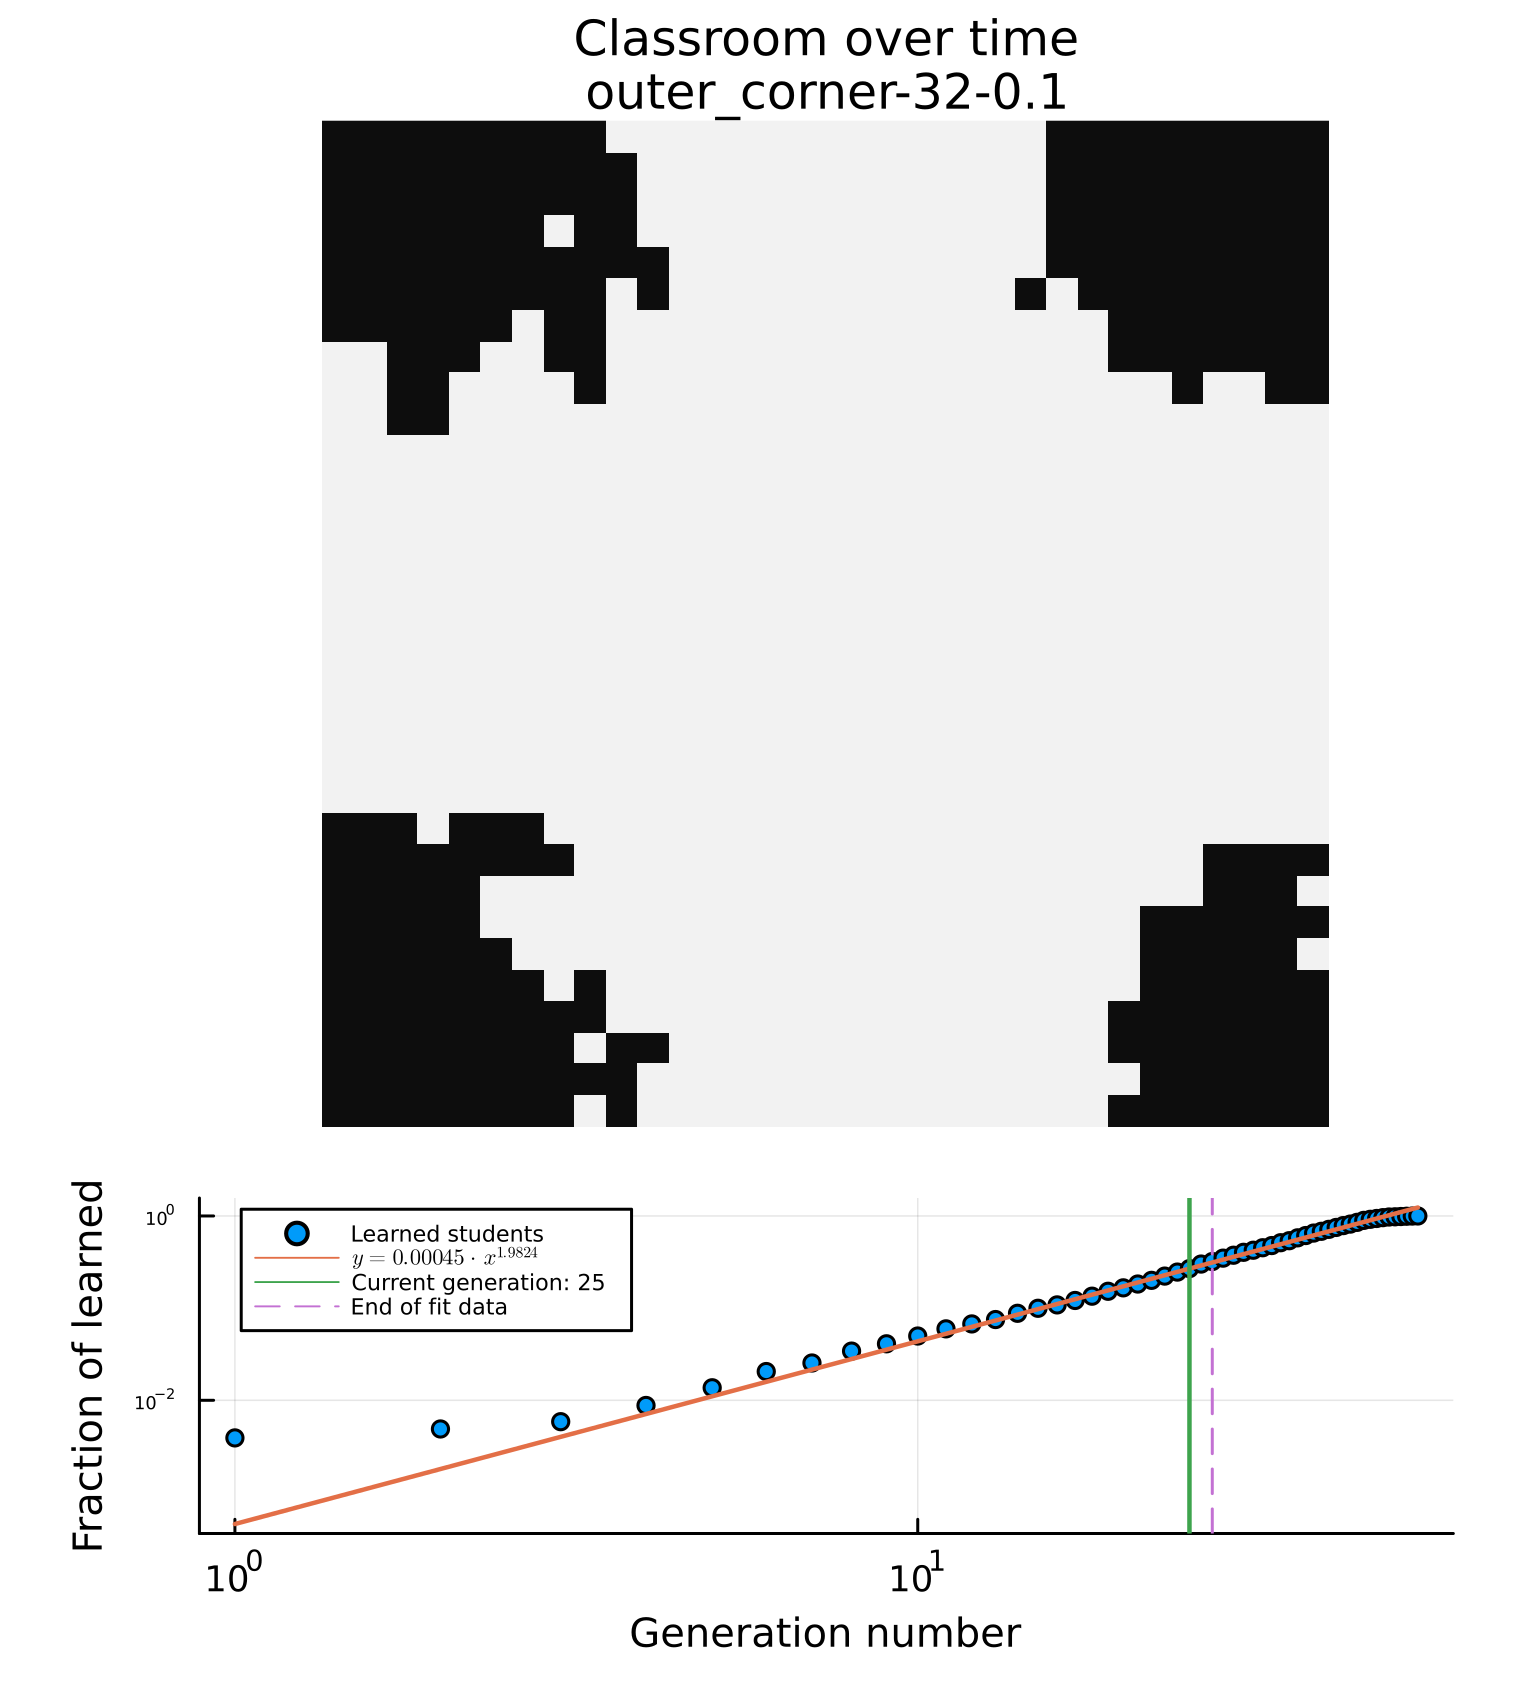 Classroom over time
outer_corner-32-0.1
Fraction of learned
10^0
10^-2
Learned students
y = 0.00045 · x^1.9824
Current generation: 25
End of fit data
10^0
10^1
Generation number